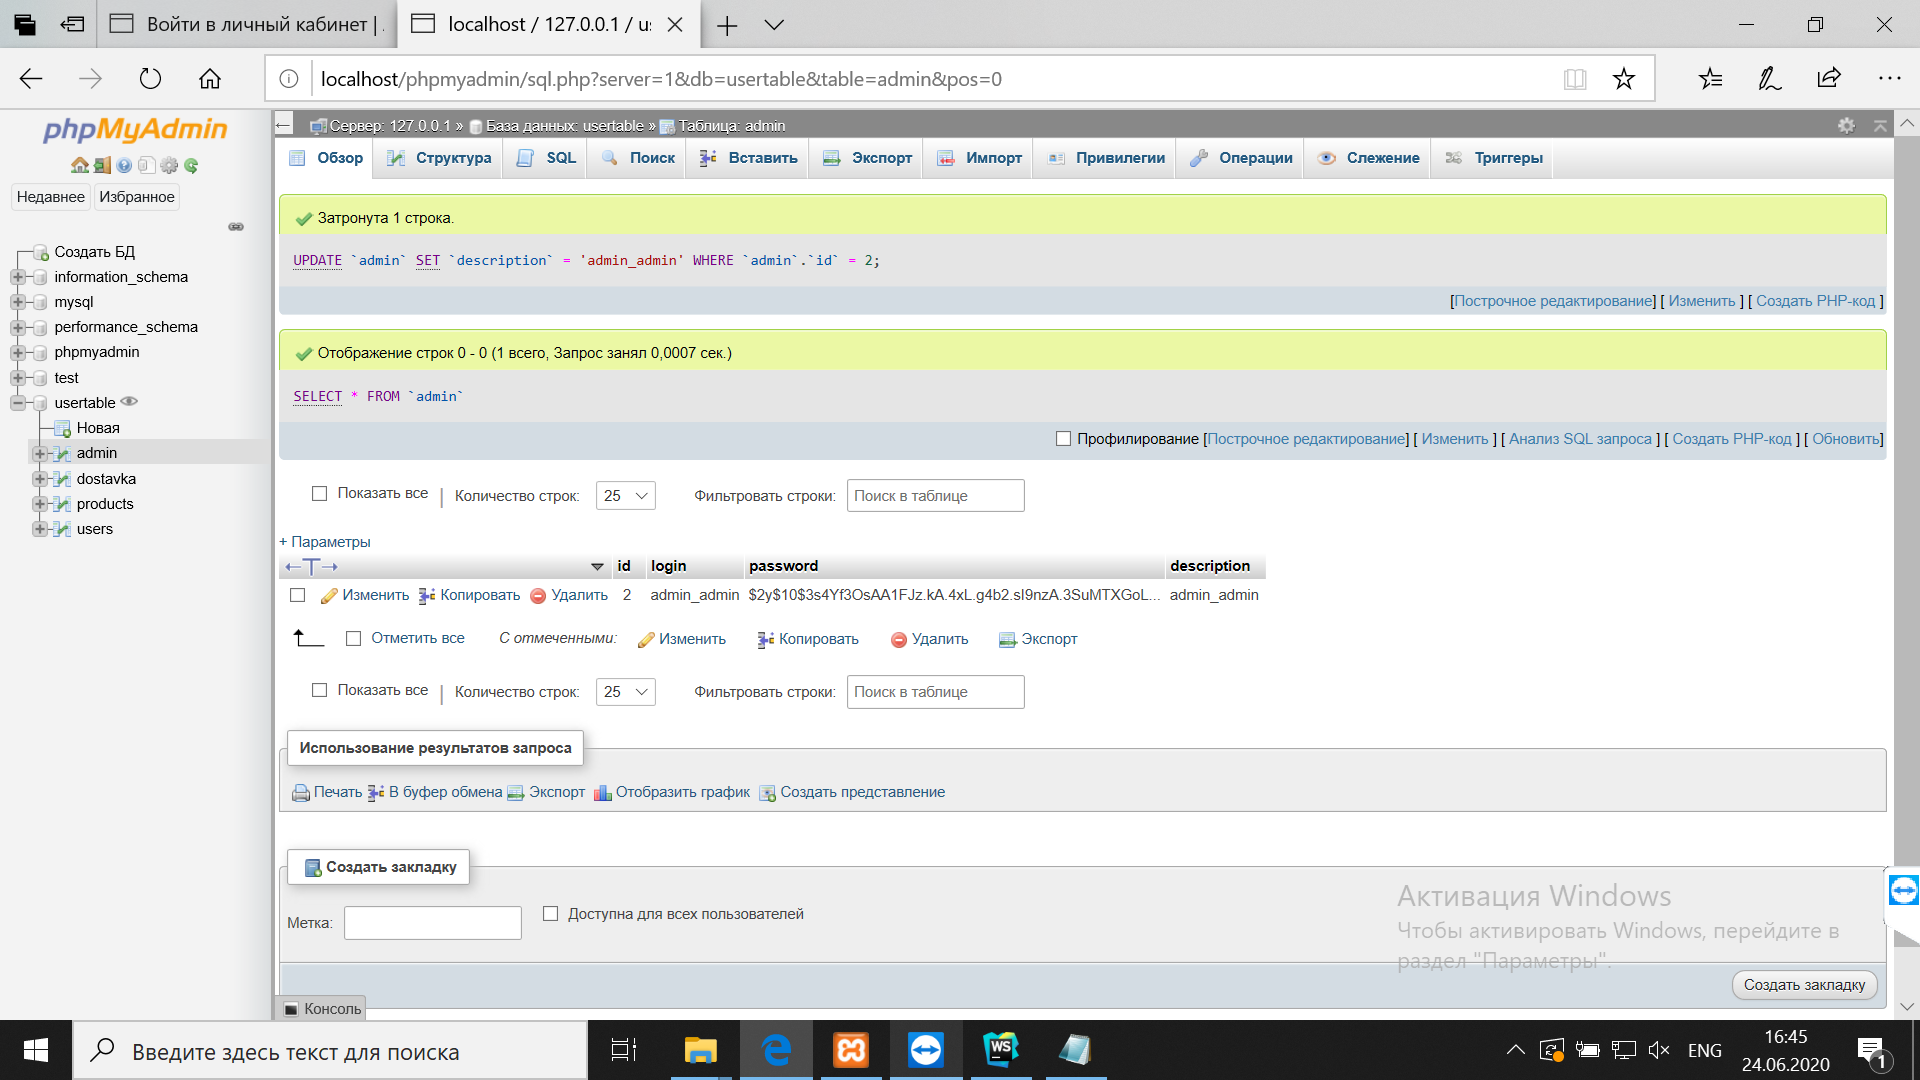 Войти в личный кабинет | .
localhost / 127.0.0.1 / u
localhost/phpmyadmin/sql.php?server=1&db=usertable&table=admin&pos=0
phpMyAdmin
Недавнее Избранное
Создать БД
information_schema
mysql
performance_schema
phpmyadmin
test
usertable
Новая
admin
dostavka
products
users
Сервер: 127.0.0.1 » База данных: usertable » Таблица: admin
Обзор Структура SQL Поиск Вставить Экспорт Импорт Привилегии Операции Слежение Триггеры
Затронута 1 строка.
UPDATE `admin` SET `description` = 'admin_admin' WHERE `admin`.`id` = 2;
[Построчное редактирование] [ Изменить ] [ Создать PHP-код ]
Отображение строк 0 - 0 (1 всего, Запрос занял 0,0007 сек.)
SELECT * FROM `admin`
Профилирование [Построчное редактирование] [ Изменить ] [ Анализ SQL запроса ] [ Создать PHP-код ] [ Обновить]
Показать все | Количество строк: 25 Фильтровать строки: Поиск в таблице
+ Параметры
←T→ id login password description
Изменить Копировать Удалить 2 admin_admin $2y$10$3s4Yf3OsAA1FJz.kA.4xL.g4b2.sI9nzA.3SuMTXGoL... admin_admin
Отметить все С отмеченными: Изменить Копировать Удалить Экспорт
Показать все | Количество строк: 25 Фильтровать строки: Поиск в таблице
Использование результатов запроса
Печать В буфер обмена Экспорт Отобразить график Создать представление
Создать закладку
Метка: Доступна для всех пользователей
Активация Windows
Чтобы активировать Windows, перейдите в
раздел "Параметры".
Создать закладку
Консоль
Введите здесь текст для поиска
WS
ENG
16:45
24.06.2020
1